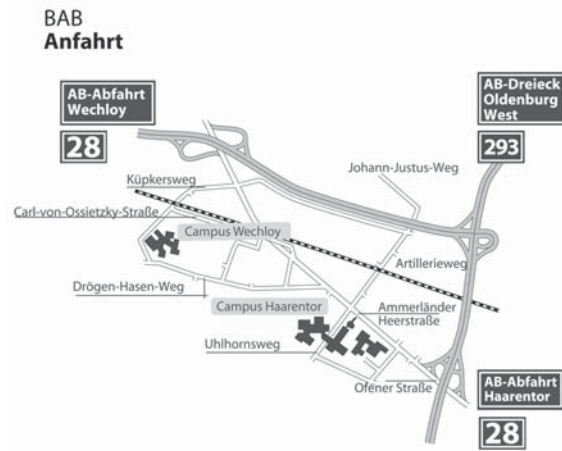 BAB
Anfahrt
AB-Abfahrt
Wechloy
28
AB-Dreieck
Oldenburg
West
293
Johann-Justus-Weg
Küpkersweg
Carl-von-Ossietzky-Straße
Campus Wechloy
Artillerieweg
Drögen-Hasen-Weg
Campus Haarentor
Ammerländer
Heerstraße
Uhlhornsweg
Ofener Straße
AB-Abfahrt
Haarentor
28